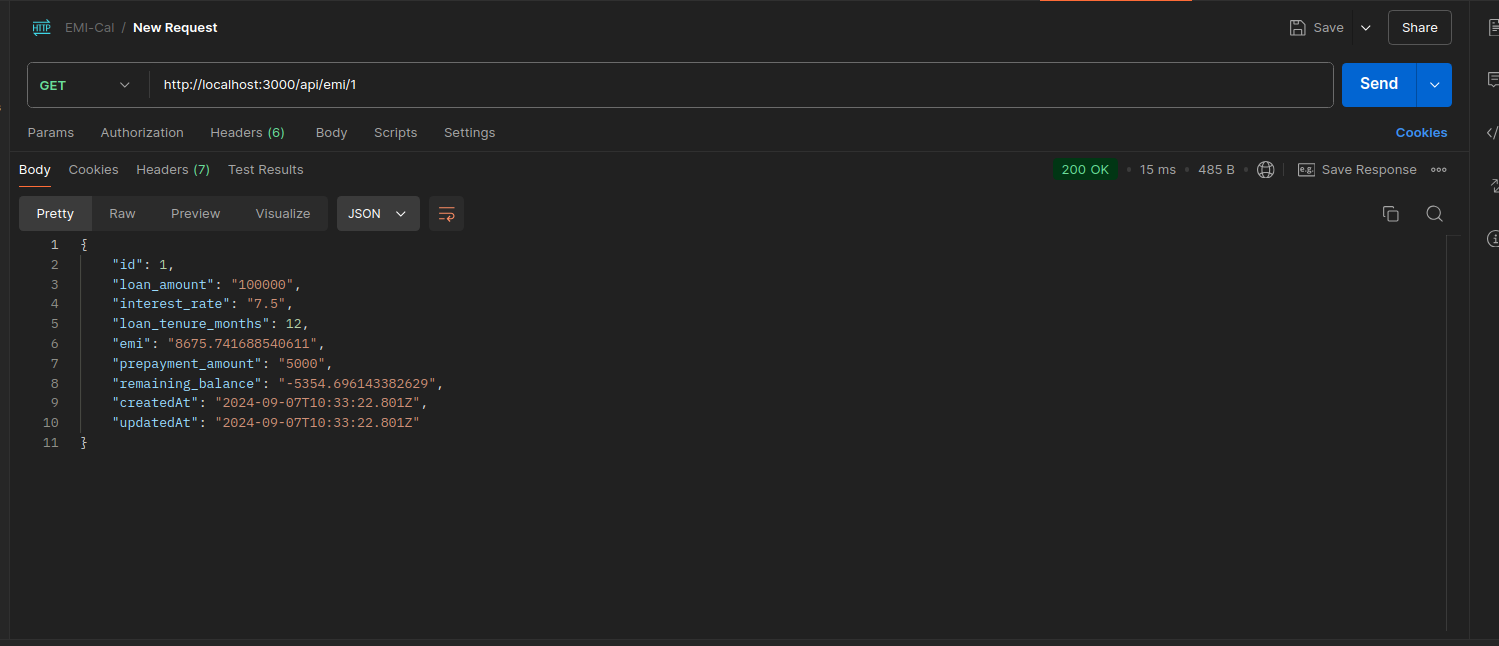 HTTP EMI-Cal / New Request Save Share
GET http://localhost:3000/api/emi/1 Send
Params Authorization Headers (6) Body Scripts Settings Cookies
Body Cookies Headers (7) Test Results 200 OK • 15 ms • 485 B • e.g. Save Response
Pretty Raw Preview Visualize JSON
1 {
2 "id": 1,
3 "loan_amount": "100000",
4 "interest_rate": "7.5",
5 "loan_tenure_months": 12,
6 "emi": "8675.741688540611",
7 "prepayment_amount": "5000",
8 "remaining_balance": "-5354.696143382629",
9 "createdAt": "2024-09-07T10:33:22.801Z",
10 "updatedAt": "2024-09-07T10:33:22.801Z"
11 }